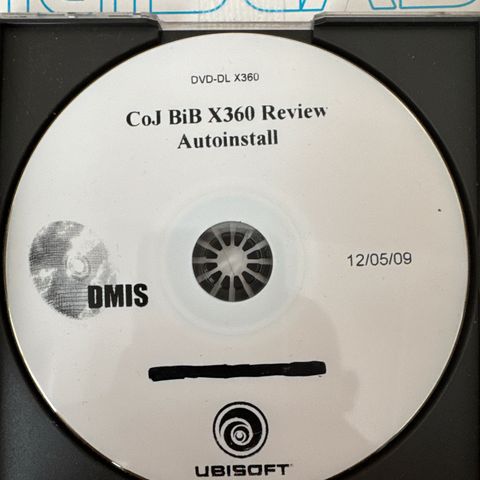 DVD-DL X360
CoJ BiB X360 Review
Autoinstall
12/05/09
DMIS
UBISOFT